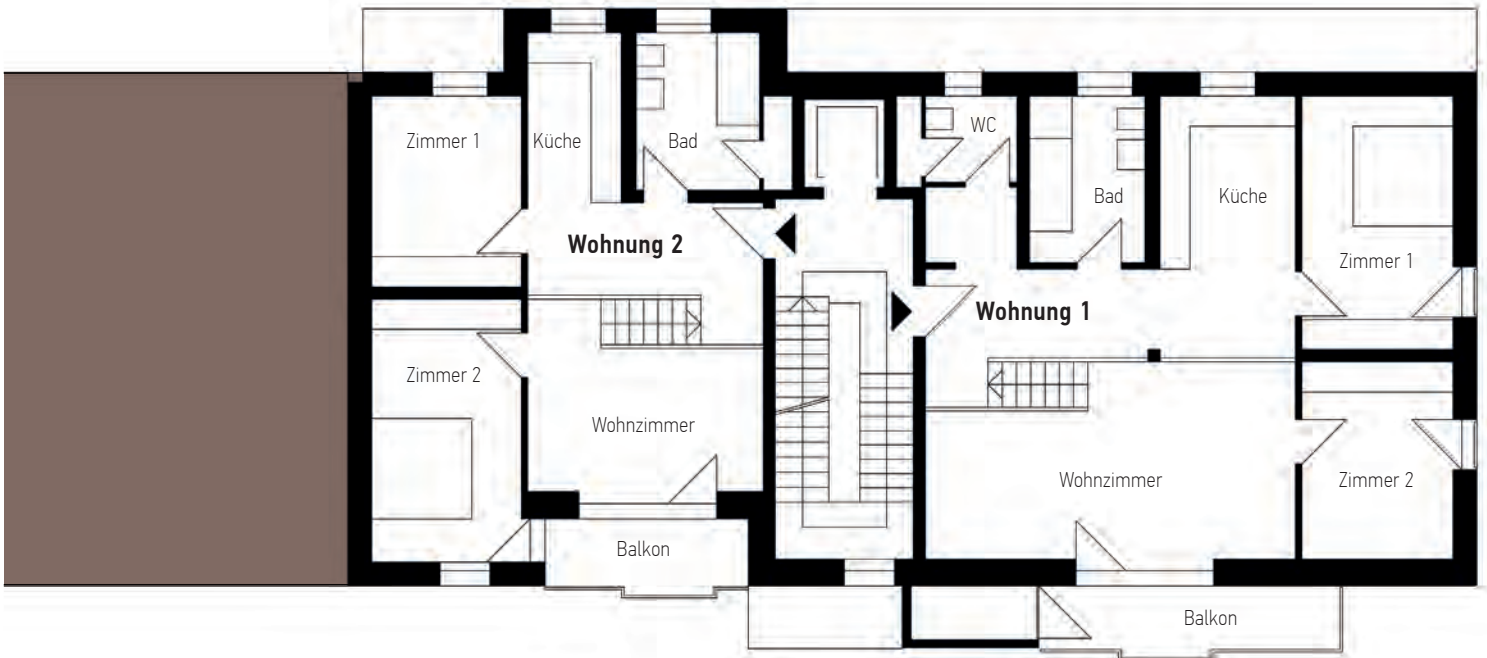 Zimmer 1
Küche
Bad
Wohnung 2
Zimmer 2
Wohnzimmer
Balkon
WC
Bad
Küche
Zimmer 1
Wohnung 1
Wohnzimmer
Zimmer 2
Balkon